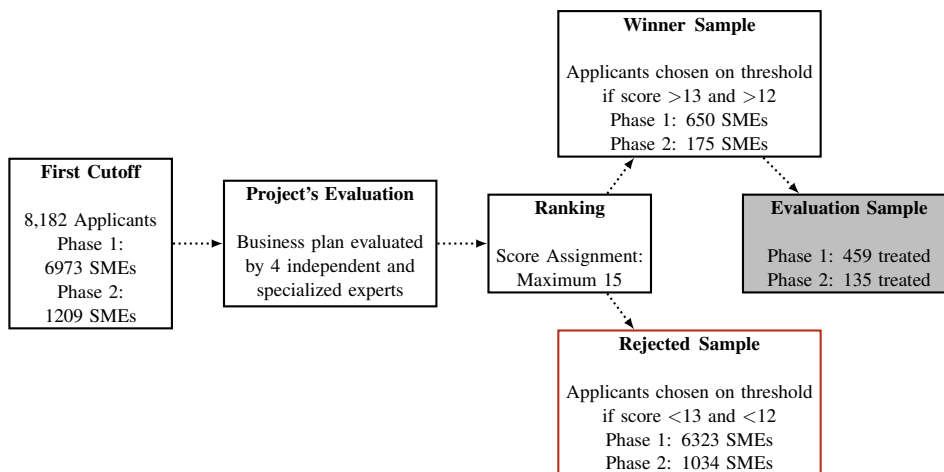 First Cutoff
8,182 Applicants
Phase 1:
6973 SMEs
Phase 2:
1209 SMEs
Project's Evaluation
Business plan evaluated
by 4 independent and
specialized experts
Ranking
Score Assignment:
Maximum 15
Winner Sample
Applicants chosen on threshold
if score >13 and >12
Phase 1: 650 SMEs
Phase 2: 175 SMEs
Evaluation Sample
Phase 1: 459 treated
Phase 2: 135 treated
Rejected Sample
Applicants chosen on threshold
if score <13 and <12
Phase 1: 6323 SMEs
Phase 2: 1034 SMEs